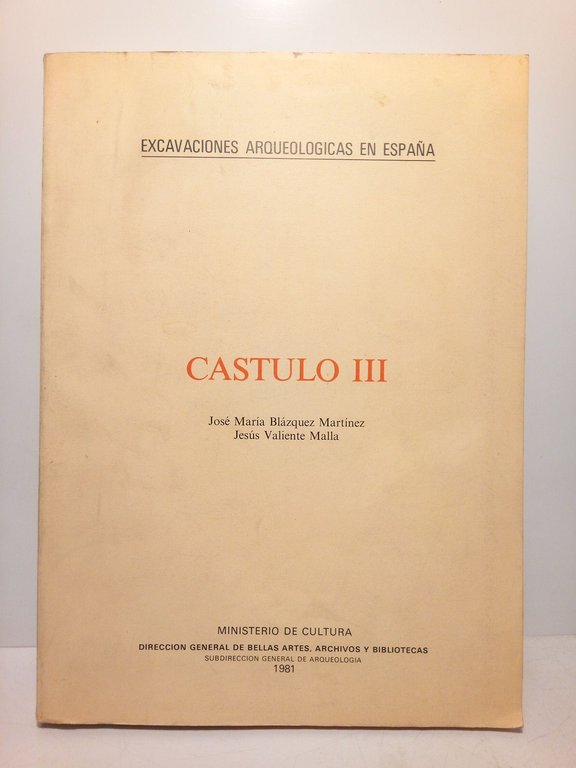 EXCAVACIONES ARQUEOLOGICAS EN ESPAÑA
CASTULO III
José María Blázquez Martínez
Jesús Valiente Malla
MINISTERIO DE CULTURA
DIRECCION GENERAL DE BELLAS ARTES, ARCHIVOS Y BIBLIOTECAS
SUBDIRECCION GENERAL DE ARQUEOLOGIA
1981